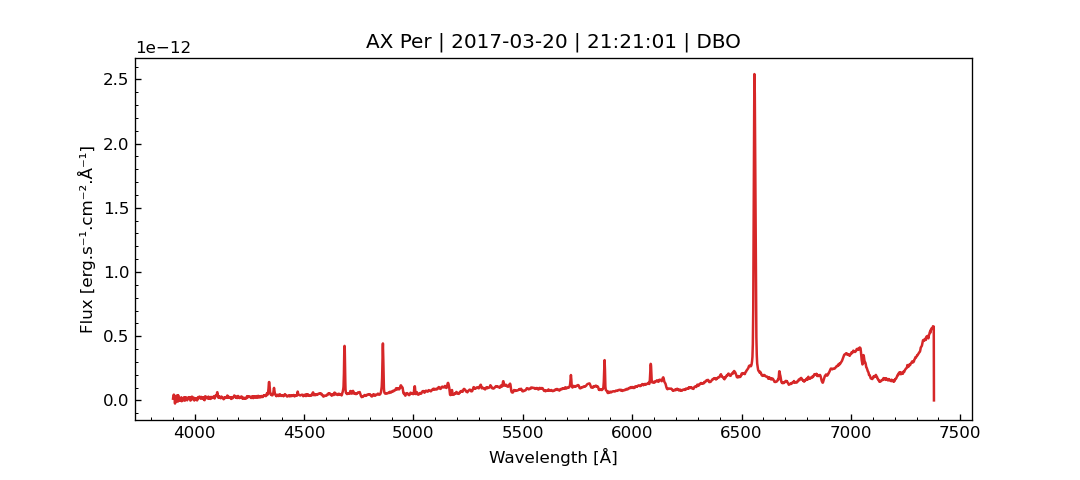 AX Per | 2017-03-20 | 21:21:01 | DBO
1e−12
2.5
2.0
1.5
1.0
0.5
0.0
Flux [erg.s⁻¹.cm⁻².Å⁻¹]
4000 4500 5000 5500 6000 6500 7000 7500
Wavelength [Å]